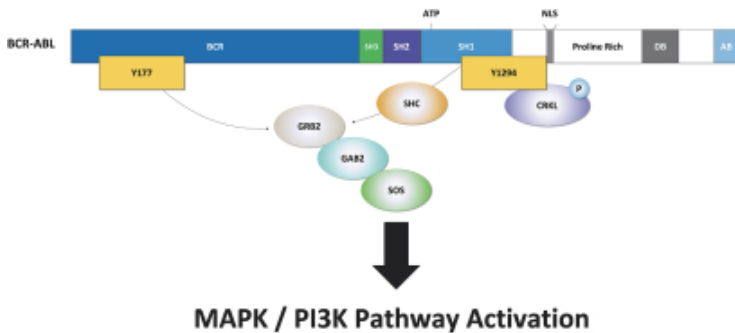 ATP NLS
BCR-ABL BCR SH3 SH2 SH1 Proline Rich DB AB
Y177 Y1294
SHC CRKL P
GRB2
GAB2
SOS
MAPK / PI3K Pathway Activation